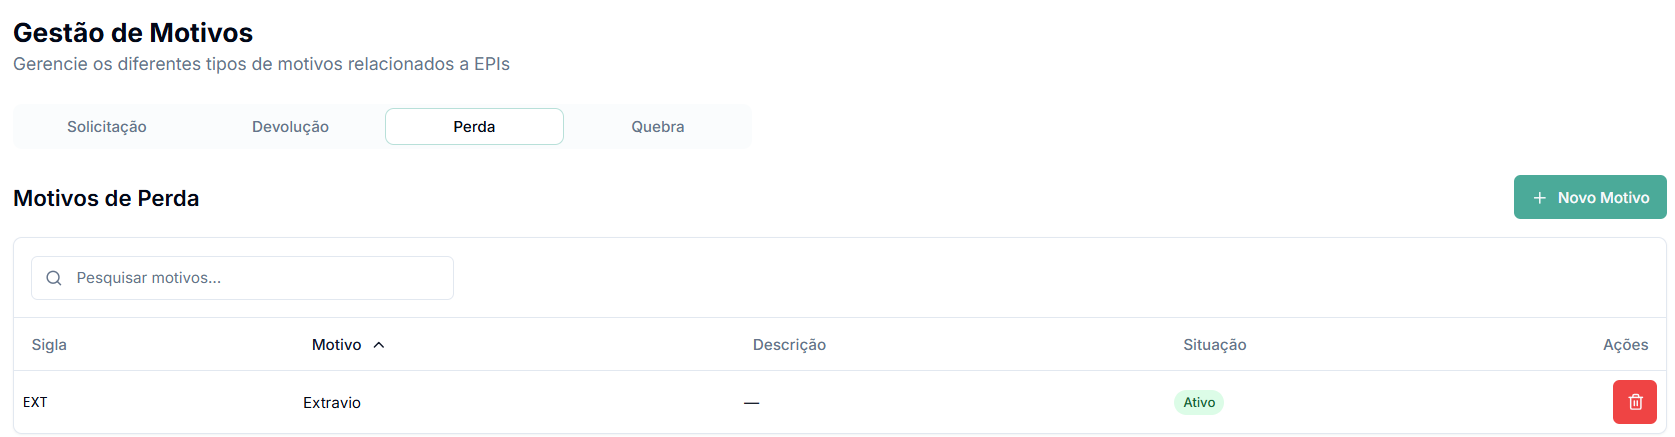 Gestão de Motivos
Gerencie os diferentes tipos de motivos relacionados a EPIs
Solicitação Devolução Perda Quebra
Motivos de Perda
+ Novo Motivo
Pesquisar motivos...
Sigla Motivo Descrição Situação Ações
EXT Extravio — Ativo